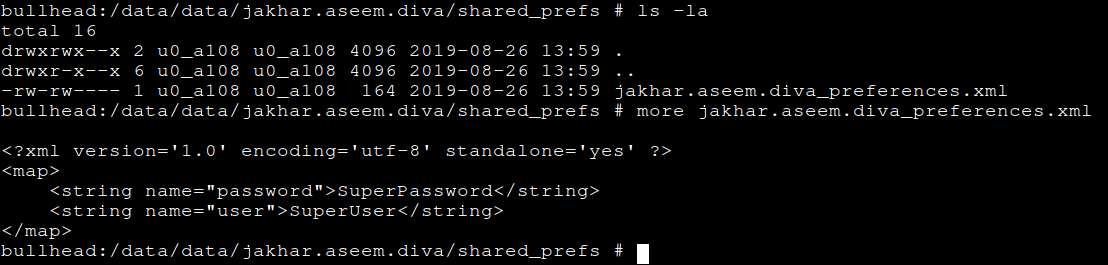 bullhead:/data/data/jakhar.aseem.diva/shared_prefs # ls -la
total 16
drwxrwx--x 2 u0_a108 u0_a108 4096 2019-08-26 13:59 .
drwxr-x--x 6 u0_a108 u0_a108 4096 2019-08-26 13:59 ..
-rw-rw---- 1 u0_a108 u0_a108  164 2019-08-26 13:59 jakhar.aseem.diva_preferences.xml
bullhead:/data/data/jakhar.aseem.diva/shared_prefs # more jakhar.aseem.diva_preferences.xml
<?xml version='1.0' encoding='utf-8' standalone='yes' ?>
<map>
    <string name="password">SuperPassword</string>
    <string name="user">SuperUser</string>
</map>
bullhead:/data/data/jakhar.aseem.diva/shared_prefs #